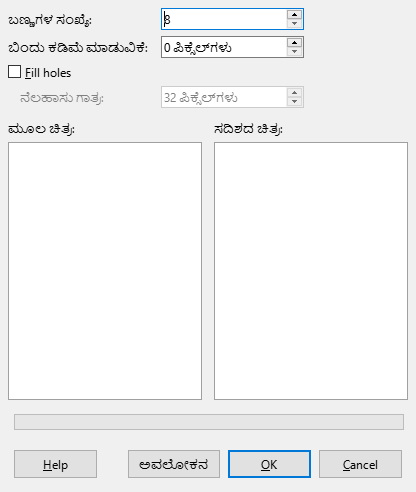 ಬಣ್ಣಗಳ ಸಂಖ್ಯೆ: 8
ಬಿಂದು ಕಡಿಮೆ ಮಾಡುವಿಕೆ: 0 ಪಿಕ್ಸೆಲ್‌ಗಳು
Fill holes
ನೆಲಹಾಸು ಗಾತ್ರ: 32 ಪಿಕ್ಸೆಲ್‌ಗಳು
ಮೂಲ ಚಿತ್ರ: ಸದಿಶದ ಚಿತ್ರ:
Help ಅವಲೋಕನ OK Cancel